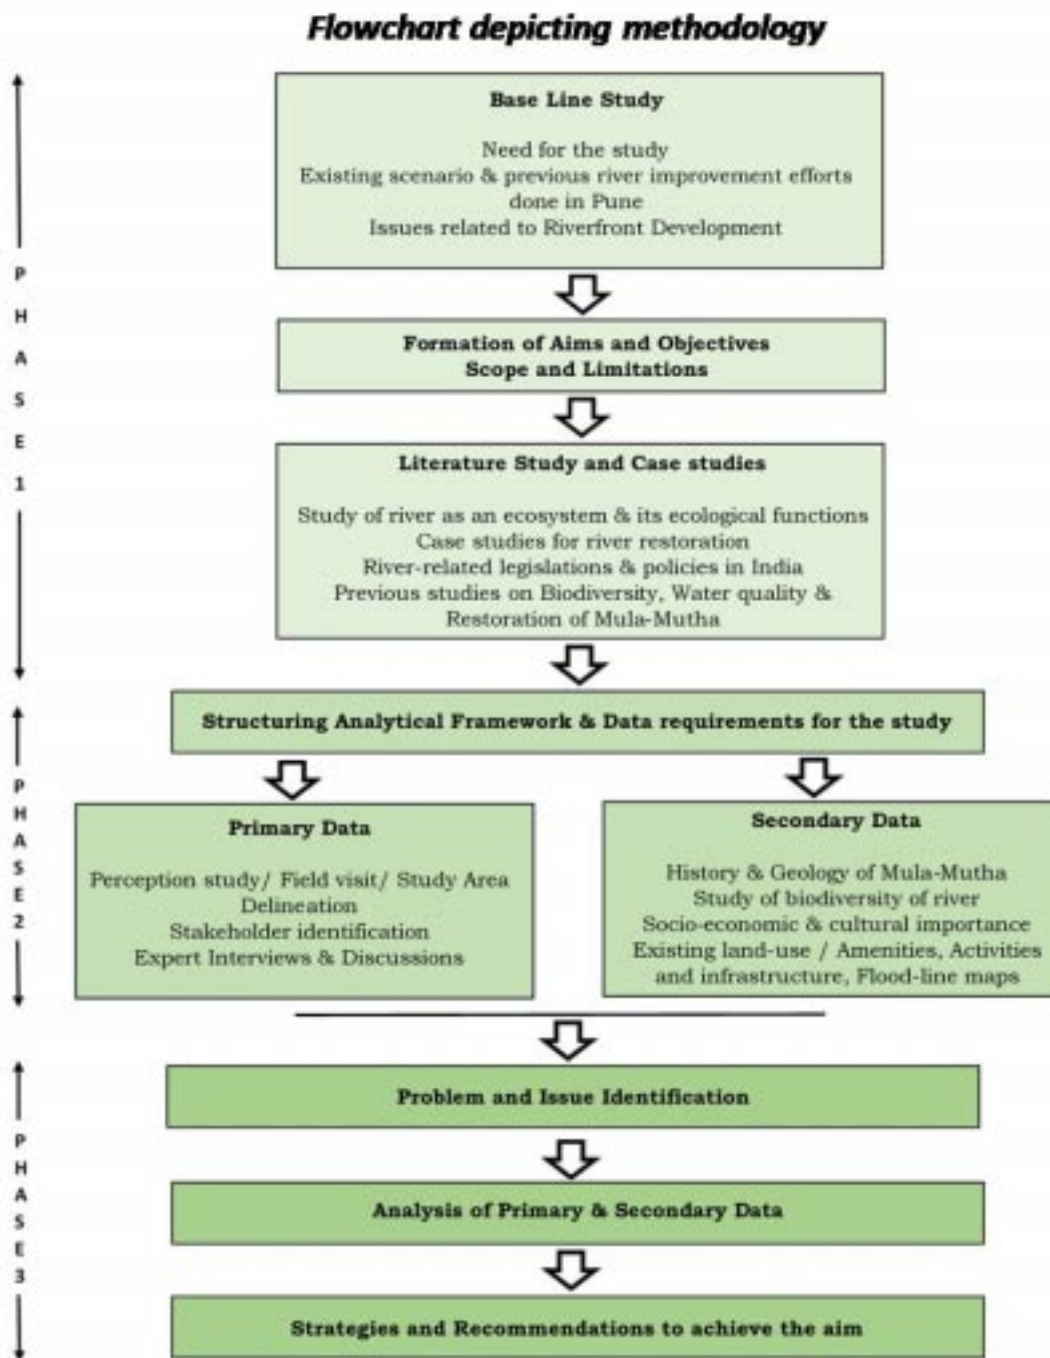 Flowchart depicting methodology
Base Line Study
Need for the study
Existing scenario & previous river improvement efforts
done in Pune
Issues related to Riverfront Development
PHASE 1
Formation of Aims and Objectives
Scope and Limitations
Literature Study and Case studies
Study of river as an ecosystem & its ecological functions
Case studies for river restoration
River-related legislations & policies in India
Previous studies on Biodiversity, Water quality &
Restoration of Mula-Mutha
Structuring Analytical Framework & Data requirements for the study
PHASE2
Primary Data
Perception study/ Field visit/ Study Area
Delineation
Stakeholder identification
Expert Interviews & Discussions
Secondary Data
History & Geology of Mula-Mutha
Study of biodiversity of river
Socio-economic & cultural importance
Existing land-use / Amenities, Activities
and infrastructure, Flood-line maps
PHASE3
Problem and Issue Identification
Analysis of Primary & Secondary Data
Strategies and Recommendations to achieve the aim